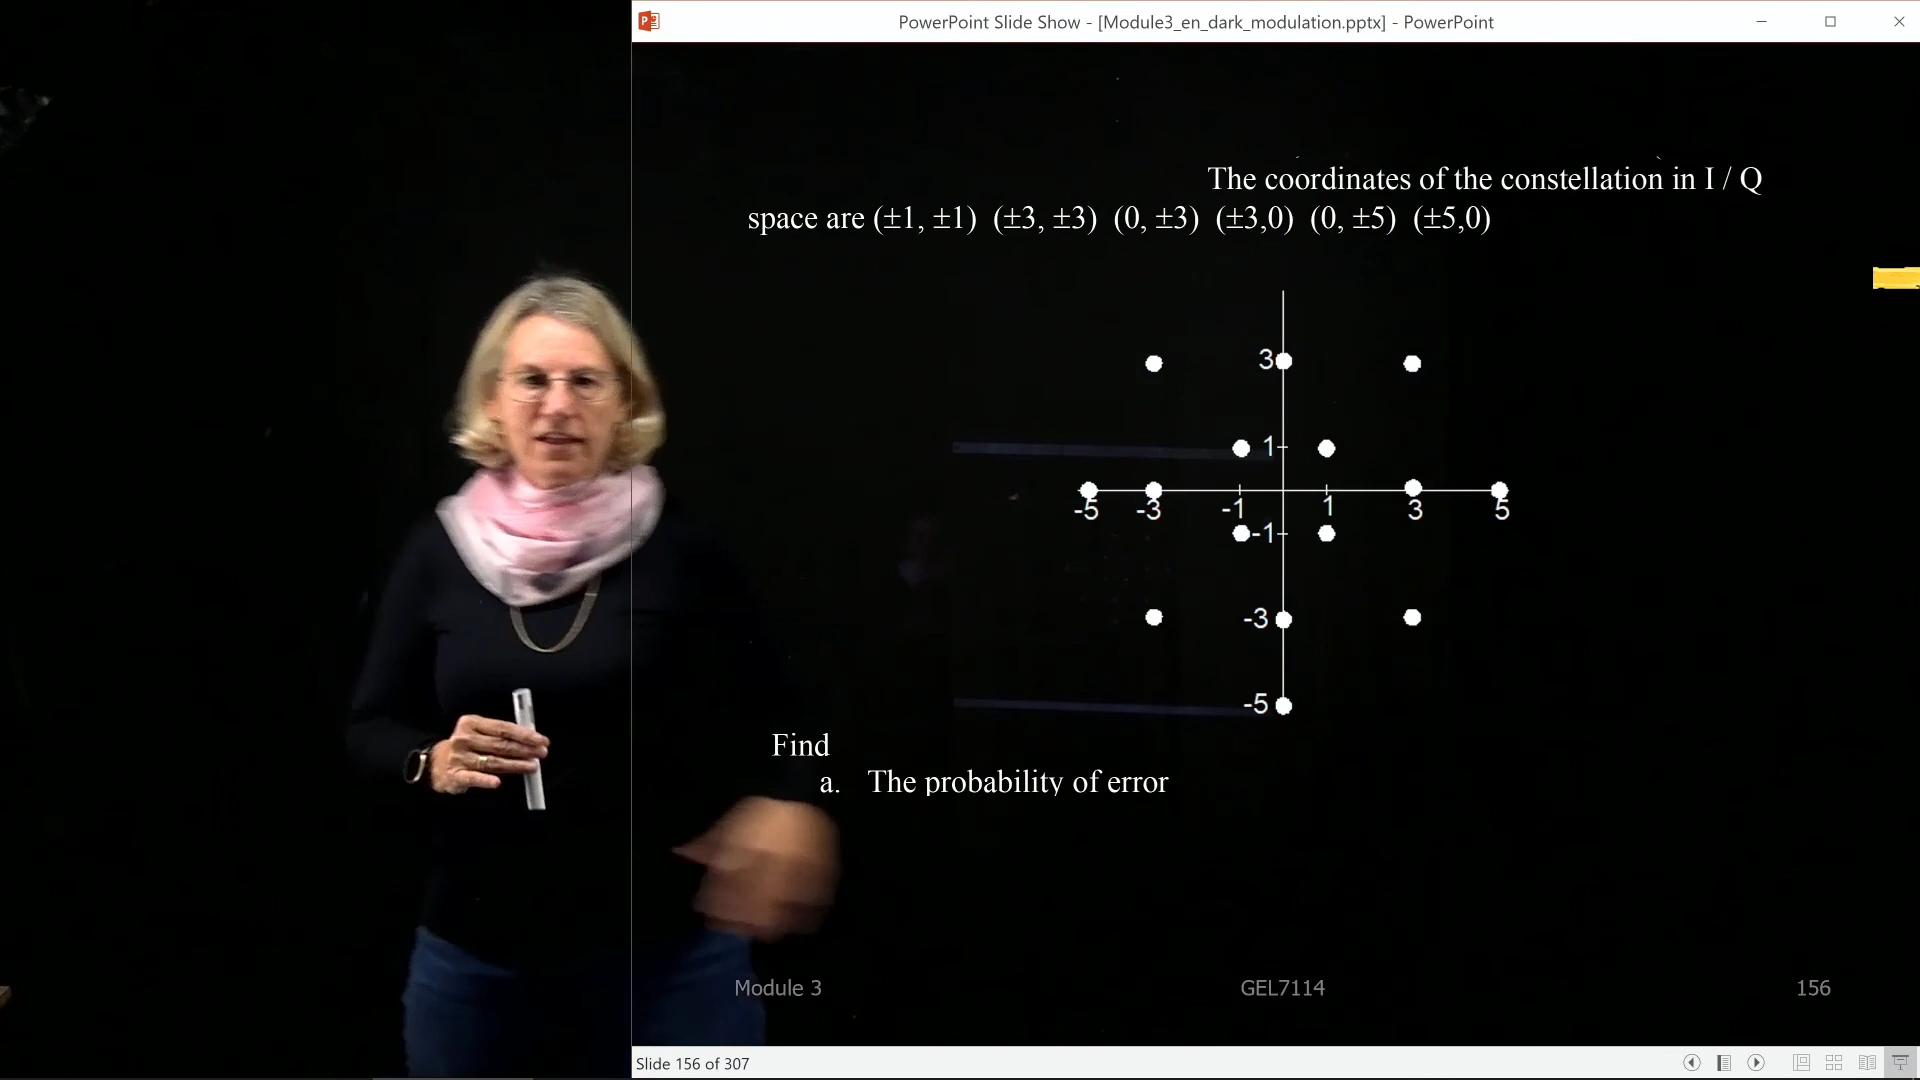 PowerPoint Slide Show - [Module3_en_dark_modulation.pptx] - PowerPoint
The coordinates of the constellation in I / Q
space are (±1, ±1) (±3, ±3) (0, ±3) (±3,0) (0, ±5) (±5,0)
3
1
-5 -3 -1 1 3 5
-1
-3
-5
Find
a. The probability of error
Module 3 GEL7114 156
Slide 156 of 307